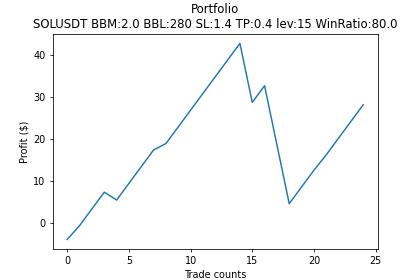 Portfolio
SOLUSDT BBM:2.0 BBL:280 SL:1.4 TP:0.4 lev:15 WinRatio:80.0
40
30
20
10
0
Profit ($)
0 5 10 15 20 25
Trade counts